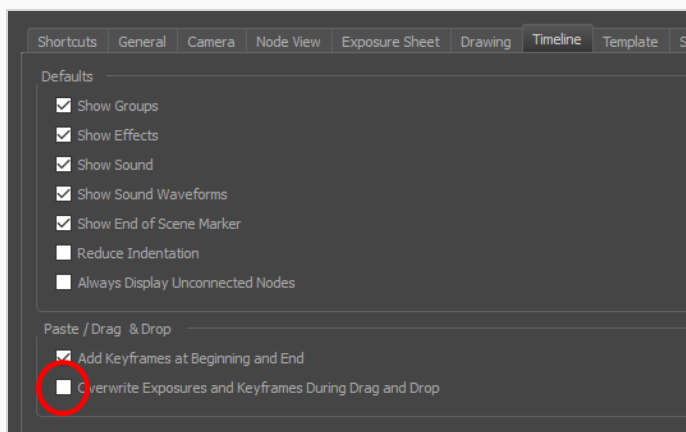 Shortcuts General Camera Node View Exposure Sheet Drawing Timeline Template S
Defaults
Show Groups
Show Effects
Show Sound
Show Sound Waveforms
Show End of Scene Marker
Reduce Indentation
Always Display Unconnected Nodes
Paste / Drag & Drop
Add Keyframes at Beginning and End
Overwrite Exposures and Keyframes During Drag and Drop